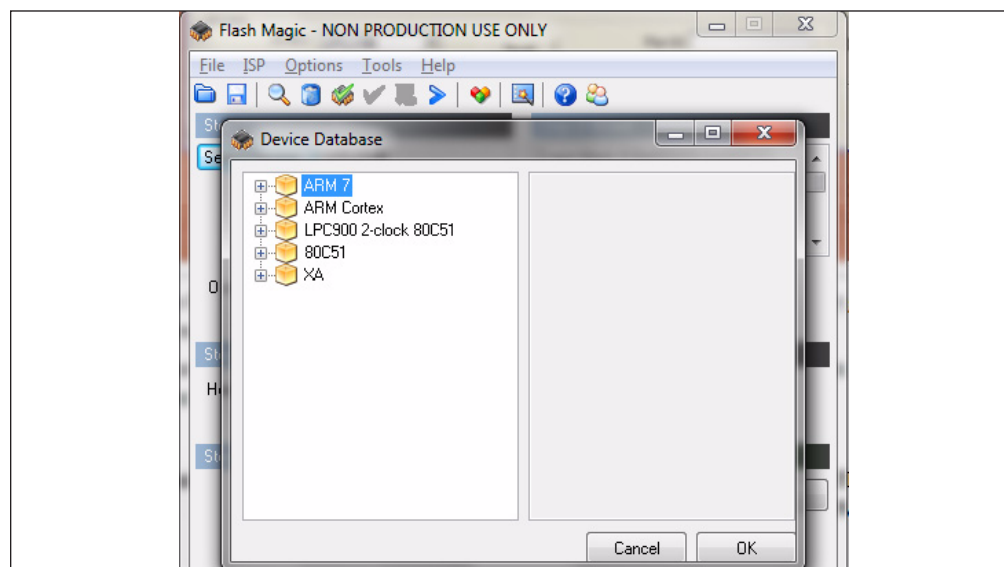 Flash Magic - NON PRODUCTION USE ONLY
File ISP Options Tools Help
Device Database
ARM 7
ARM Cortex
LPC900 2-clock 80C51
80C51
XA
Cancel OK